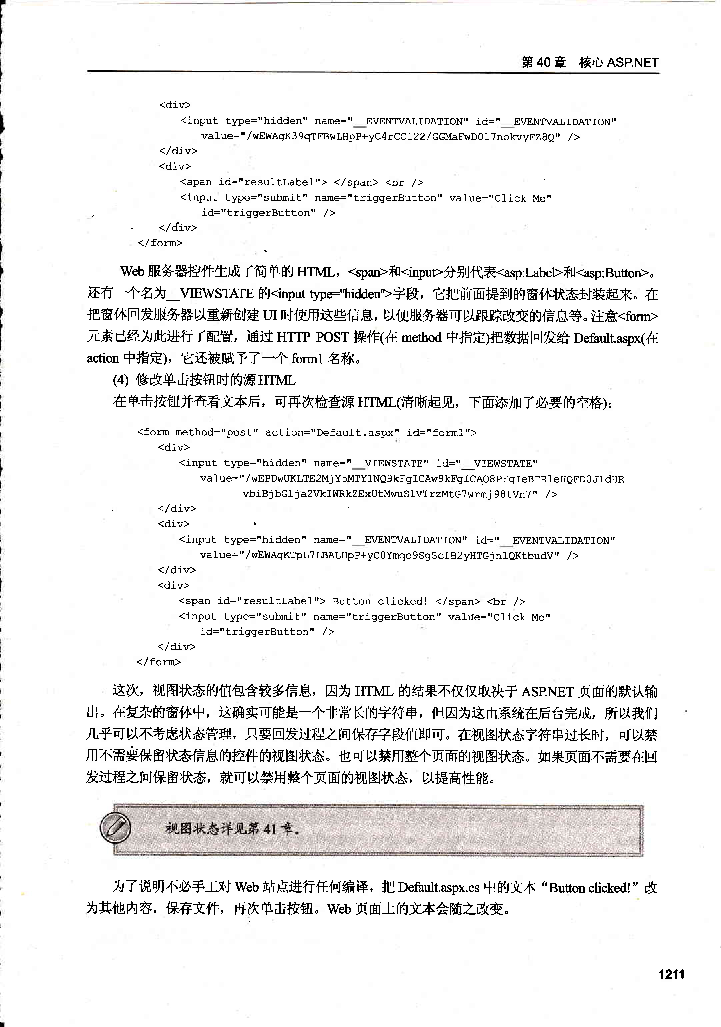 第 40 章 核心 ASP.NET
<div>
<input type="hidden" name="__EVENTVALIDATION" id="__EVENTVALIDATION"
/>
</div>
<div>
<span id="resultLabel"> </span> <br />
<input type="submit" name="triggerButton" value="Click Me"
id="triggerButton" />
</div>
</form>
Web 服务器控件生成了简单的 HTML，<span>和<input>分别代表<asp:Label>和<asp:Button>。
还有一个名为__VIEWSTATE 的<input type="hidden">字段，它把前面提到的窗体状态封装起来。在
把窗体回发服务器以重新创建 UI 时使用这些信息，以便服务器可以跟踪改变的信息等。注意<form>
元素已经为此进行了配置，通过 HTTP POST 操作(在 method 中指定)把数据回发给 Default.aspx(在
action 中指定)，它还被赋予了一个 form1 名称。
(4) 修改单击按钮时的源 HTML
在单击按钮并查看文本后，可再次检查源 HTML(清晰起见，下面添加了必要的空格)：
<form method="post" action="Default.aspx" id="form1">
<div>
<input type="hidden" name="__VIEWSTATE" id="__VIEWSTATE"
/>
</div>
<div>
<input type="hidden" name="__EVENTVALIDATION" id="__EVENTVALIDATION"
/>
</div>
<div>
<span id="resultLabel"> Button clicked! </span> <br />
<input type="submit" name="triggerButton" value="Click Me"
id="triggerButton" />
</div>
</form>
这次，视图状态的值包含较多信息，因为 HTML 的结果不仅仅取决于 ASP.NET 页面的默认输
出。在复杂的窗体中，这确实可能是一个非常长的字符串，但因为这由系统在后台完成，所以我们
几乎可以不考虑状态管理，只要回发过程之间保存字段值即可。在视图状态字符串过长时，可以禁
用不需要保留状态信息的控件的视图状态。也可以禁用整个页面的视图状态。如果页面不需要在回
发过程之间保留状态，就可以禁用整个页面的视图状态，以提高性能。
视图状态详见第 41 章。
为了说明不必手工对 Web 站点进行任何编译，把 Default.aspx.cs 中的文本“Button clicked!”改
为其他内容，保存文件，再次单击按钮。Web 页面上的文本会随之改变。
1211